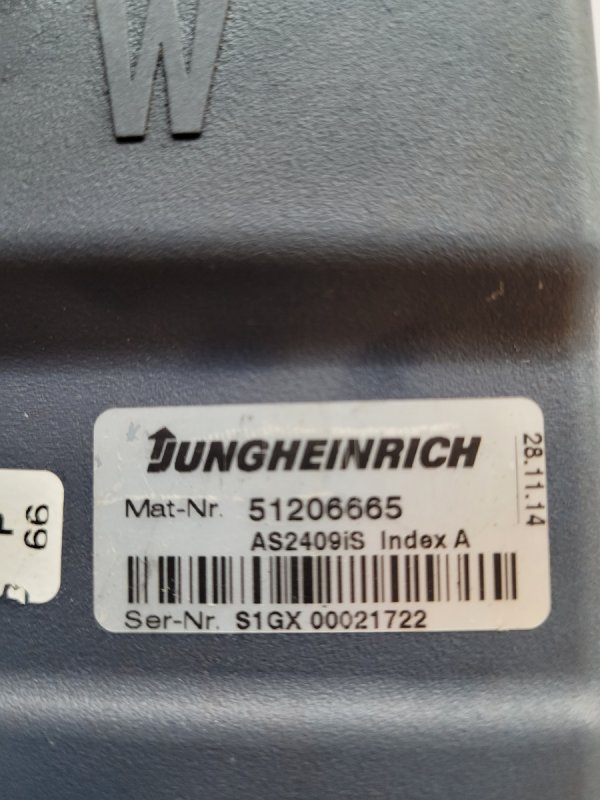 W
JUNGHEINRICH
28.11.14
Mat-Nr. 51206665
AS2409iS Index A
Ser-Nr. S1GX 00021722
P
66